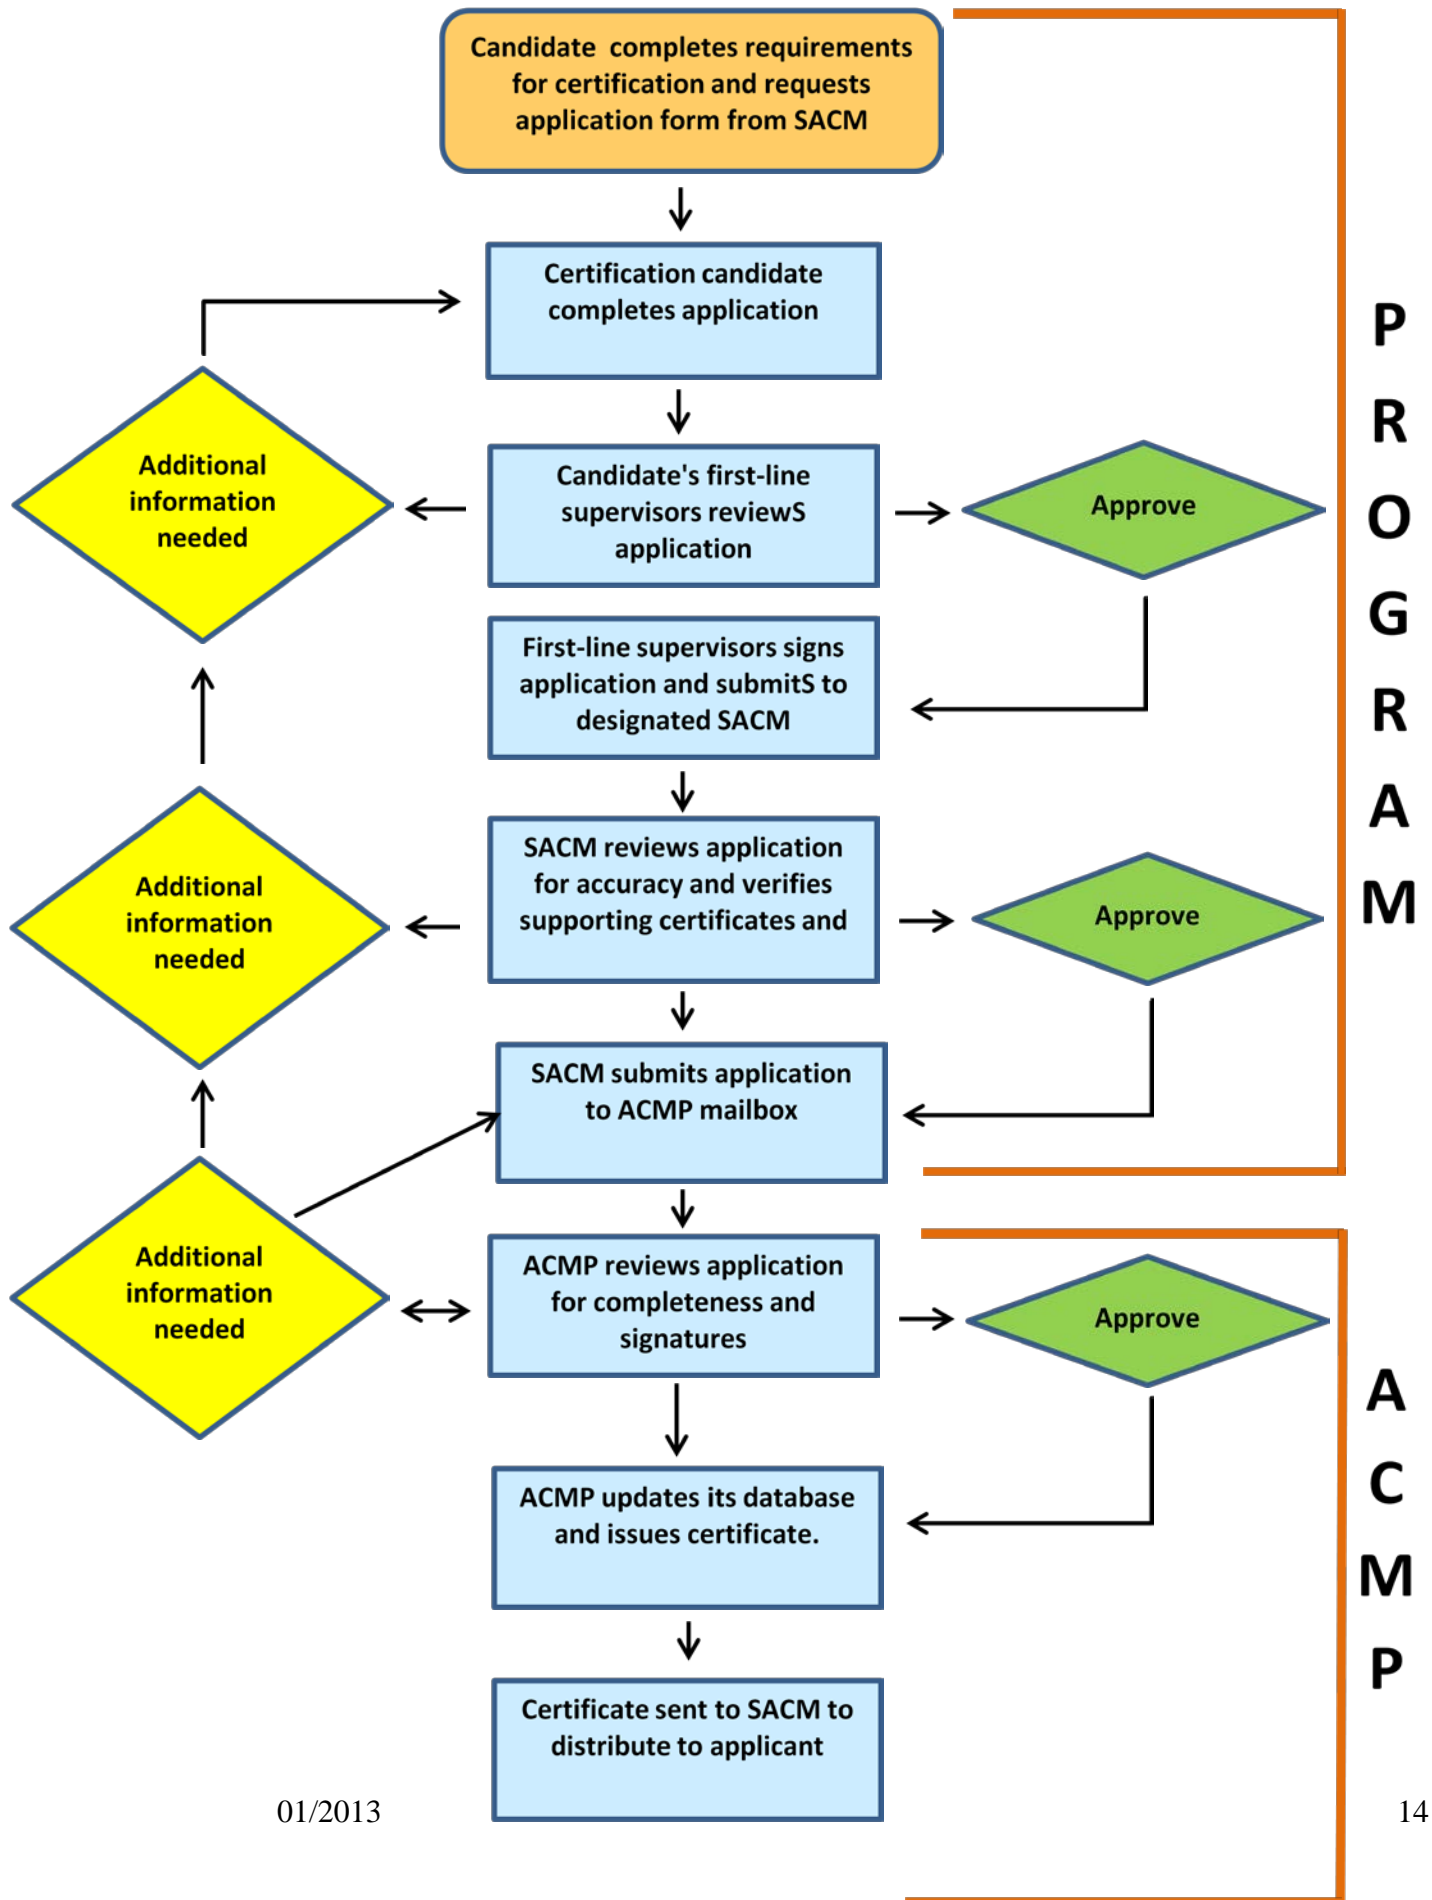 Candidate  completes requirements
for certification and requests
application form from SACM
Certification candidate
completes application
Additional
information
needed
Candidate's first-line
supervisors reviewS
application
Approve
First-line supervisors signs
application and submitS to
designated SACM
Additional
information
needed
SACM reviews application
for accuracy and verifies
supporting certificates and
Approve
SACM submits application
to ACMP mailbox
Additional
information
needed
ACMP reviews application
for completeness and
signatures
Approve
ACMP updates its database
and issues certificate.
Certificate sent to SACM to
distribute to applicant
P
R
O
G
R
A
M
A
C
M
P
01/2013
14